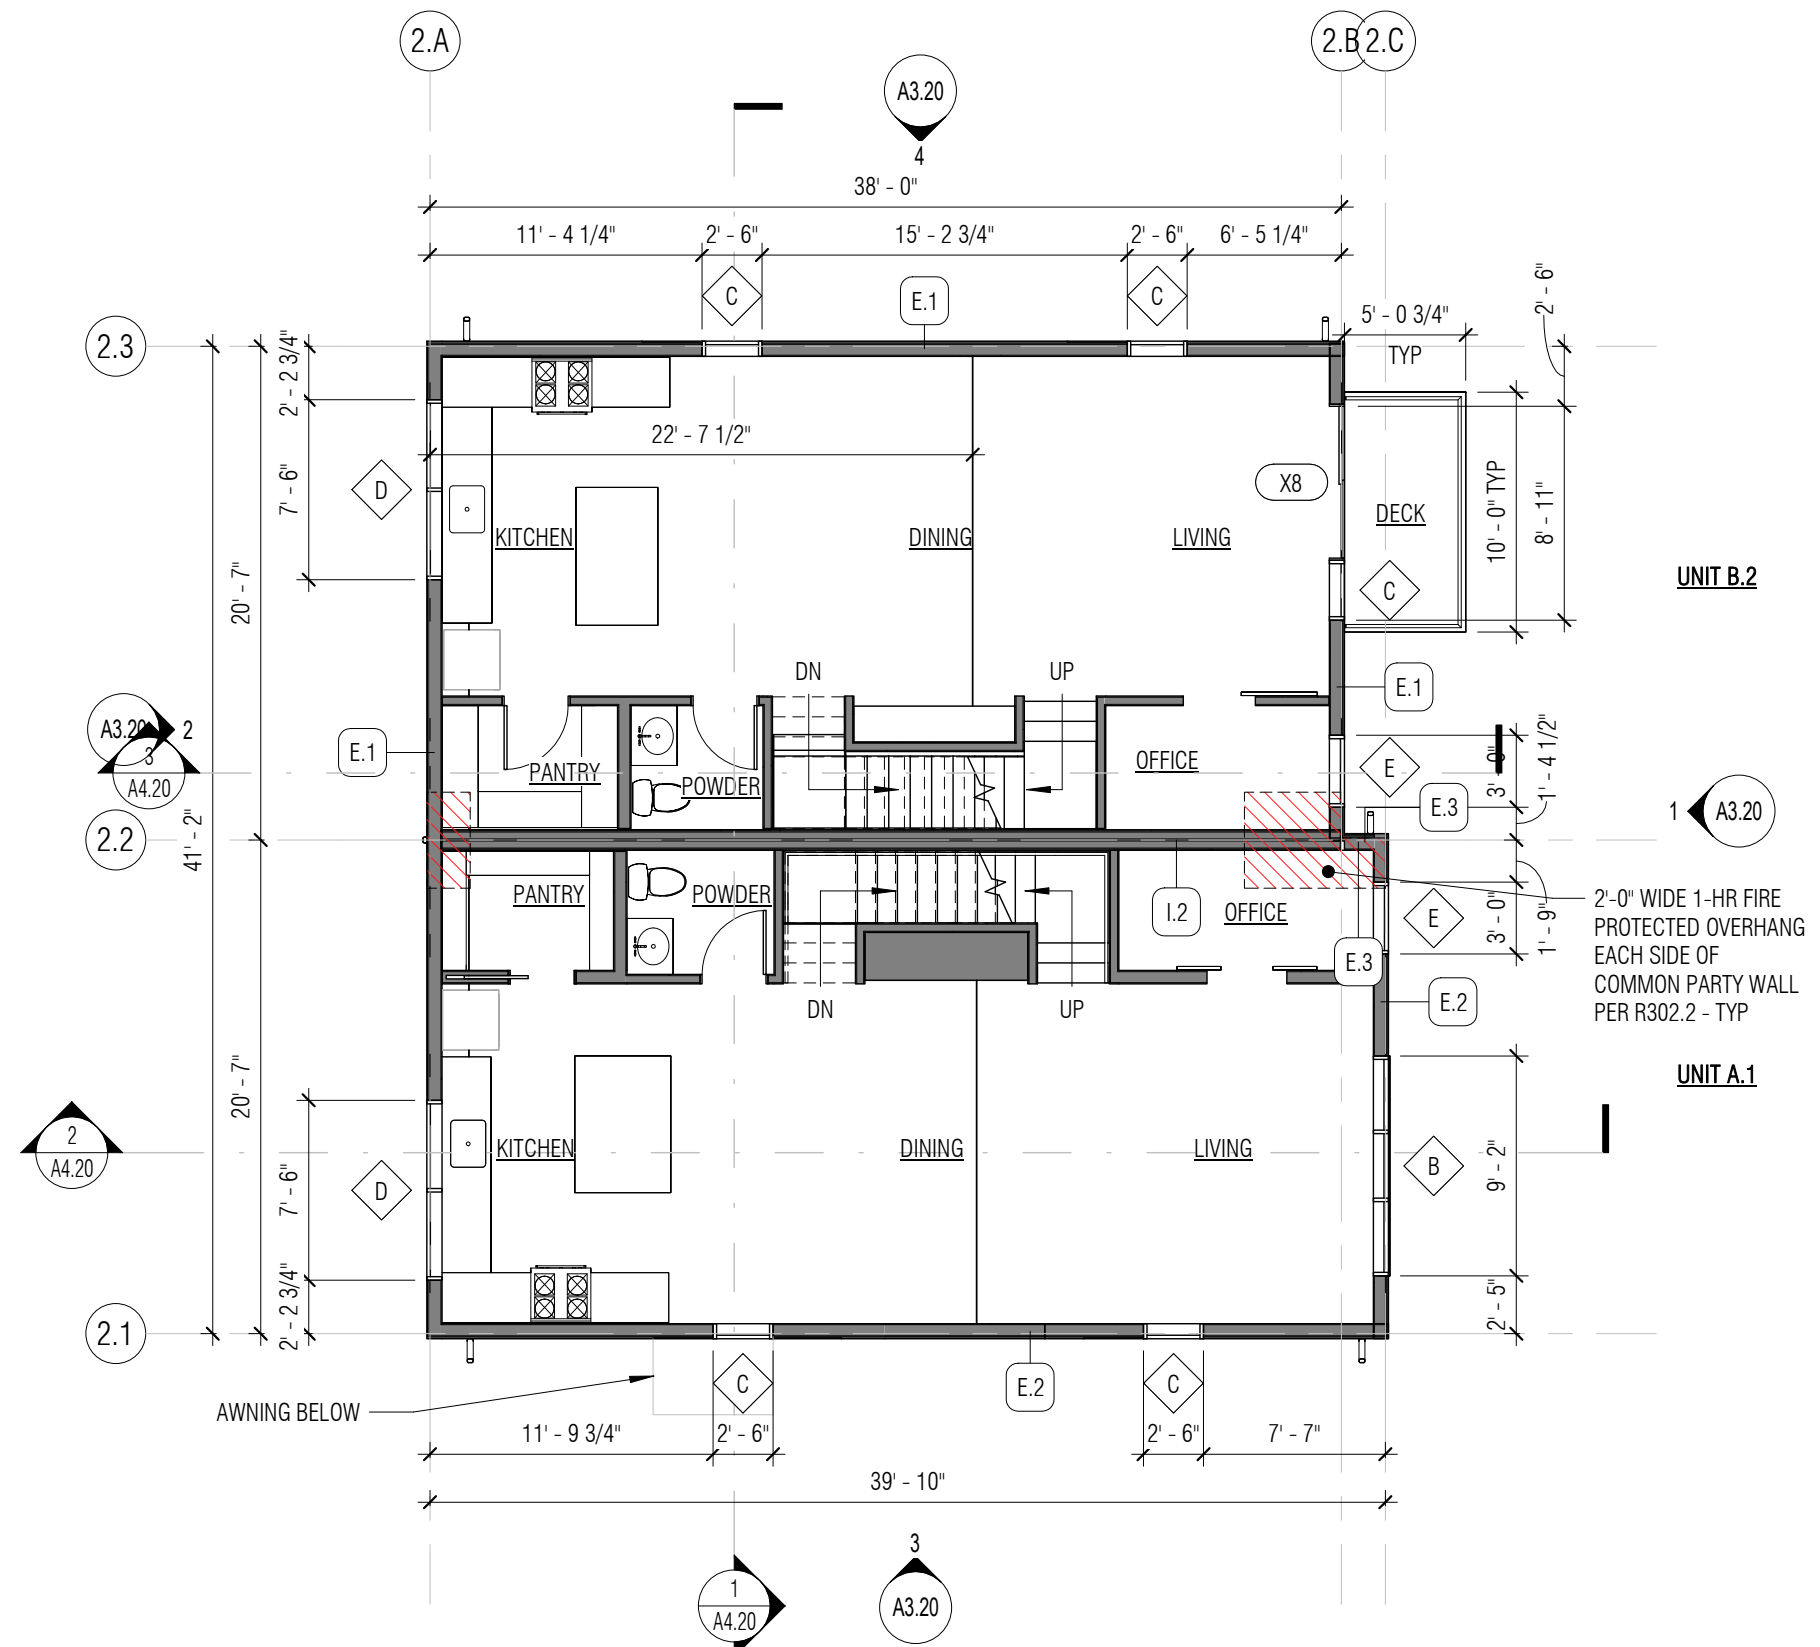 2.A
2.B
2.C
A3.20
4
38' - 0"
11' - 4 1/4"
2' - 6"
15' - 2 3/4"
2' - 6"
6' - 5 1/4"
C
E.1
C
2' - 6"
5' - 0 3/4"
TYP
2.3
2' - 2 3/4"
22' - 7 1/2"
D
7' - 6"
X8
KITCHEN
DINING
LIVING
DECK
10' - 0" TYP
8' - 11"
C
UNIT B.2
20' - 7"
DN
UP
E.1
A3.20
2
3
A4.20
E.1
PANTRY
POWDER
OFFICE
E
3' - 0"
1' - 4 1/2"
E.3
1
A3.20
2.2
41' - 2"
PANTRY
POWDER
I.2
OFFICE
E
3' - 0"
1' - 9"
2'-0" WIDE 1-HR FIRE
PROTECTED OVERHANG
EACH SIDE OF
COMMON PARTY WALL
PER R302.2 - TYP
E.3
E.2
DN
UP
UNIT A.1
20' - 7"
2
A4.20
KITCHEN
DINING
LIVING
B
9' - 2"
D
7' - 6"
2' - 2 3/4"
2' - 5"
2.1
C
E.2
C
AWNING BELOW
11' - 9 3/4"
2' - 6"
2' - 6"
7' - 7"
39' - 10"
1
A4.20
3
A3.20